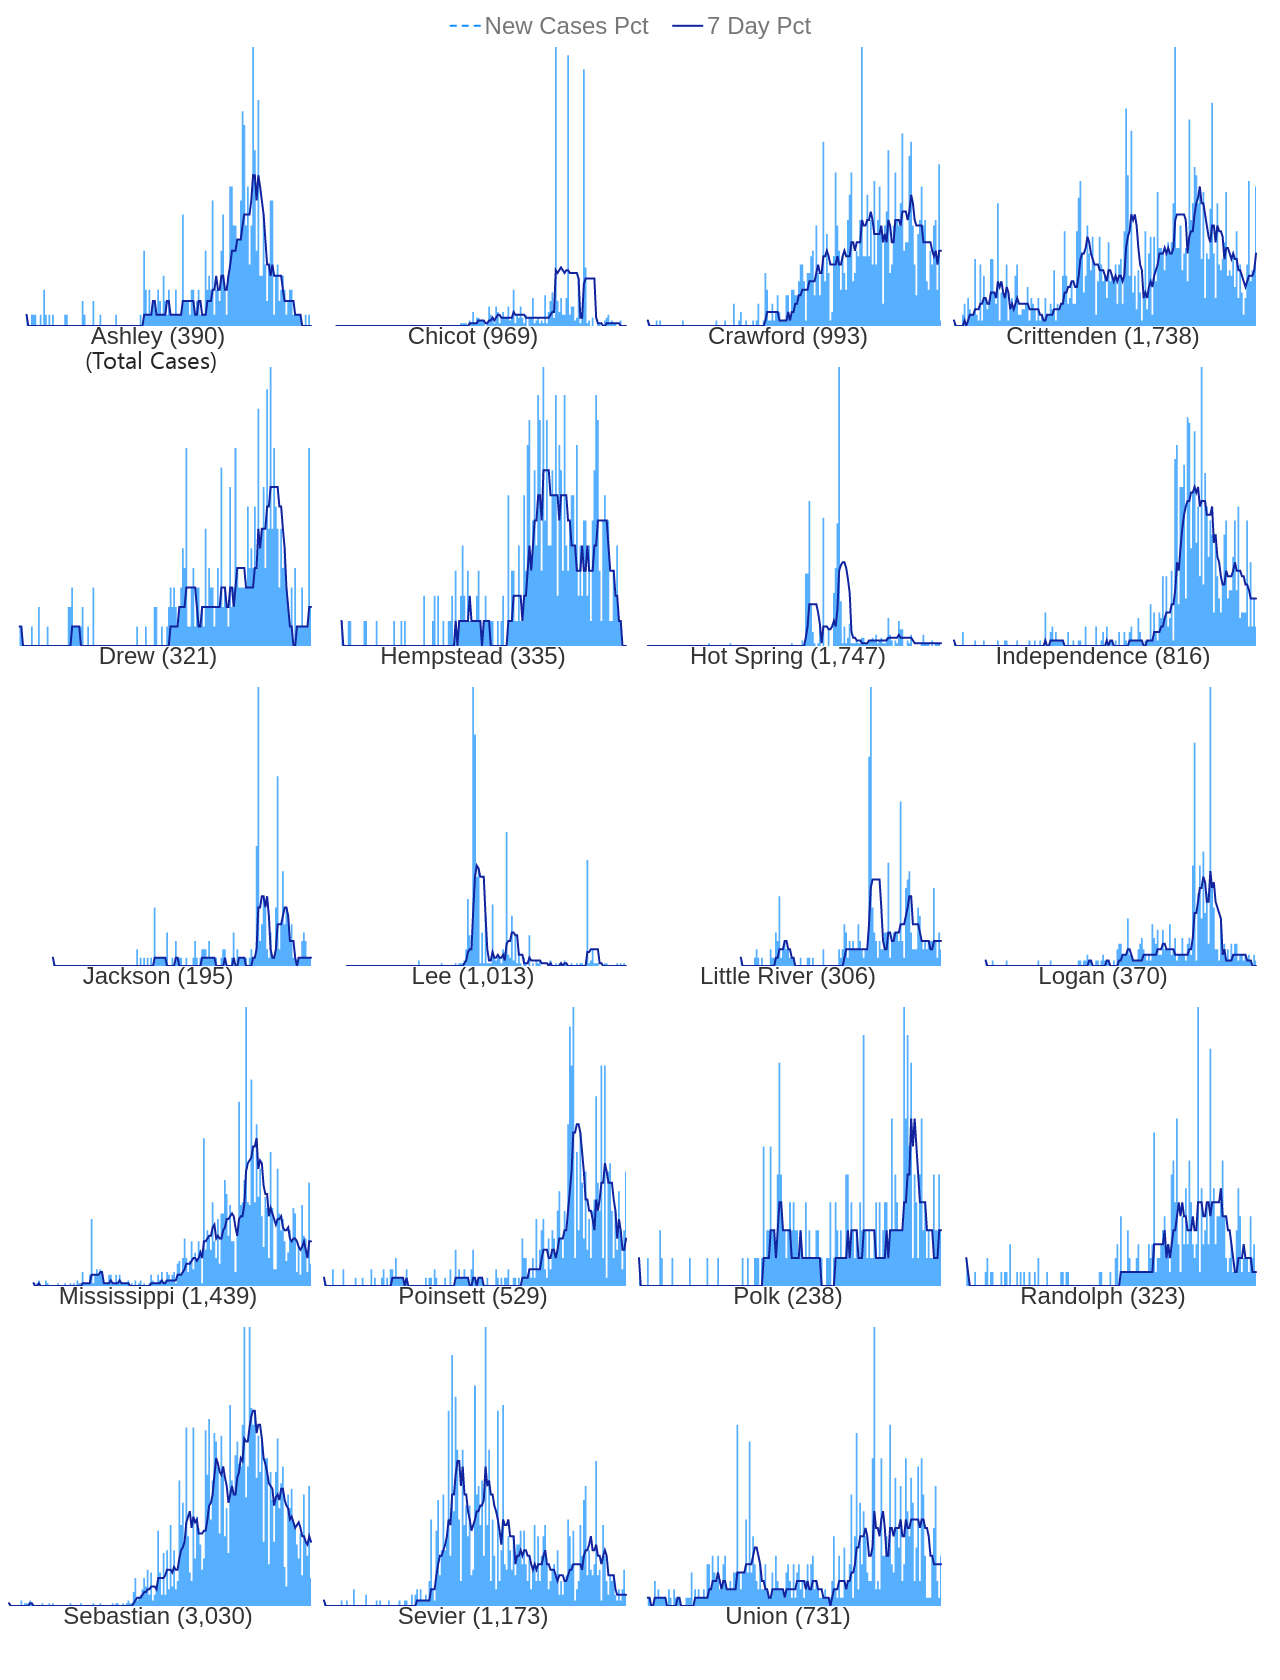 New Cases Pct 7 Day Pct
Ashley (390) Chicot (969) Crawford (993) Crittenden (1,738)
(Total Cases)
Drew (321) Hempstead (335) Hot Spring (1,747) Independence (816)
Jackson (195) Lee (1,013) Little River (306) Logan (370)
Mississippi (1,439) Poinsett (529) Polk (238) Randolph (323)
Sebastian (3,030) Sevier (1,173) Union (731)